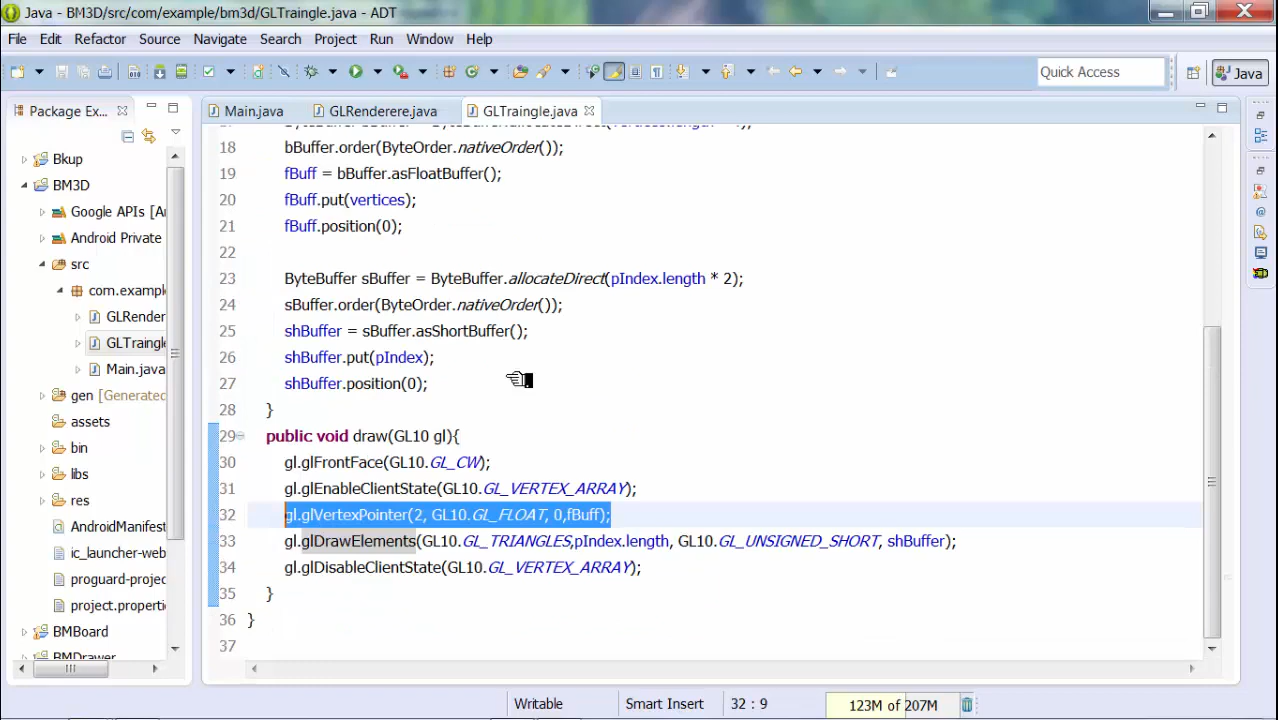 Java - BM3D/src/com/example/bm3d/GLTraingle.java - ADT
File Edit Refactor Source Navigate Search Project Run Window Help
Quick Access
Java
Package Ex...
Main.java
GLRenderere.java
GLTraingle.java
Bkup
BM3D
Google APIs [A
Android Private
src
com.examp
GLRender
GLTraingl
Main.java
gen [Generated
assets
bin
libs
res
AndroidManifest
ic_launcher-web
proguard-projec
project.properti
BMBoard
BMDrawer
18 bBuffer.order(ByteOrder.nativeOrder());
19 fBuff = bBuffer.asFloatBuffer();
20 fBuff.put(vertices);
21 fBuff.position(0);
22
23 ByteBuffer sBuffer = ByteBuffer.allocateDirect(pIndex.length * 2);
24 sBuffer.order(ByteOrder.nativeOrder());
25 shBuffer = sBuffer.asShortBuffer();
26 shBuffer.put(pIndex);
27 shBuffer.position(0);
28 }
29 public void draw(GL10 gl){
30 gl.glFrontFace(GL10.GL_CW);
31 gl.glEnableClientState(GL10.GL_VERTEX_ARRAY);
32 gl.glVertexPointer(2, GL10.GL_FLOAT, 0,fBuff);
33 gl.glDrawElements(GL10.GL_TRIANGLES,pIndex.length, GL10.GL_UNSIGNED_SHORT, shBuffer);
34 gl.glDisableClientState(GL10.GL_VERTEX_ARRAY);
35 }
36 }
37
Writable Smart Insert 32 : 9 123M of 207M